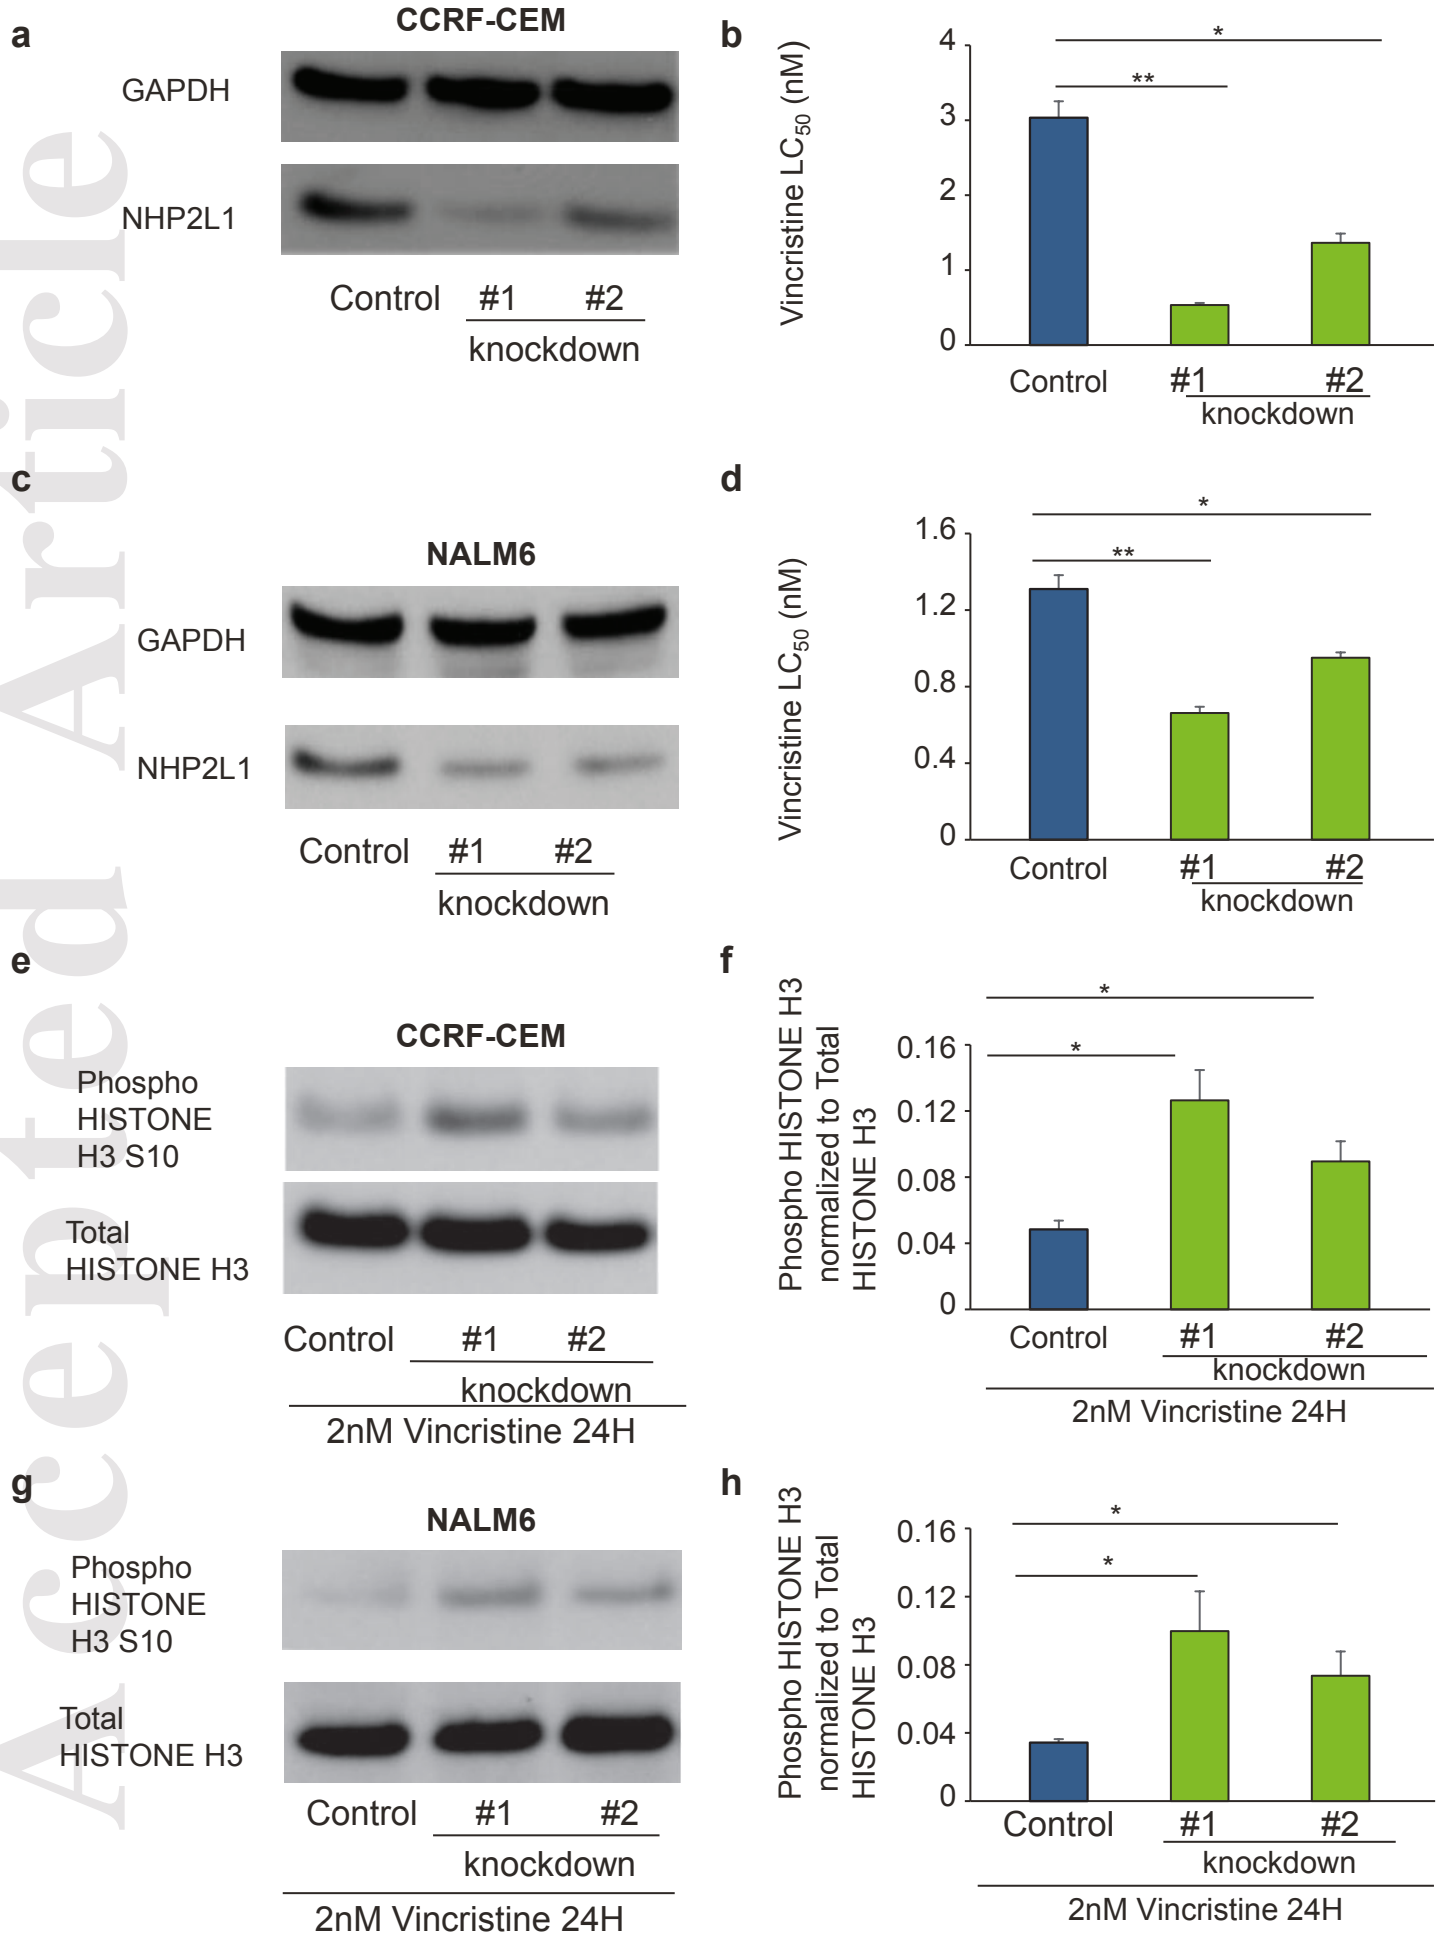 Accepted Article
a
CCRF-CEM
GAPDH
NHP2L1
Control #1 #2
knockdown
b
Vincristine LC50 (nM)
4
3
2
1
0
*
**
Control #1 #2
knockdown
c
NALM6
GAPDH
NHP2L1
Control #1 #2
knockdown
d
Vincristine LC50 (nM)
1.6
1.2
0.8
0.4
0
*
**
Control #1 #2
knockdown
e
CCRF-CEM
Phospho
HISTONE
H3 S10
Total
HISTONE H3
Control #1 #2
knockdown
2nM Vincristine 24H
f
Phospho HISTONE H3
normalized to Total
HISTONE H3
0.16
0.12
0.08
0.04
0
*
*
Control #1 #2
knockdown
2nM Vincristine 24H
g
NALM6
Phospho
HISTONE
H3 S10
Total
HISTONE H3
Control #1 #2
knockdown
2nM Vincristine 24H
h
Phospho HISTONE H3
normalized to Total
HISTONE H3
0.16
0.12
0.08
0.04
0
*
*
Control #1 #2
knockdown
2nM Vincristine 24H